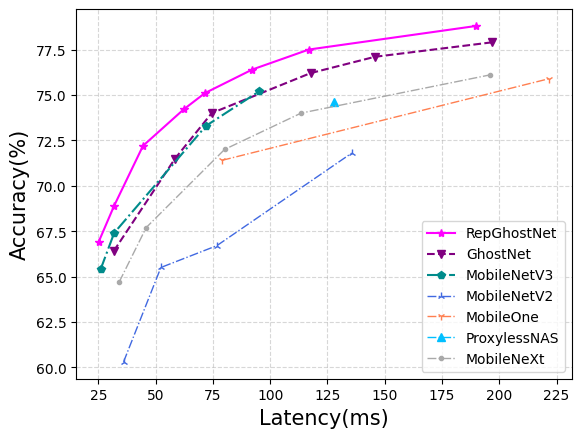 77.5
75.0
72.5
70.0
67.5
65.0
62.5
60.0
Accuracy(%)
25 50 75 100 125 150 175 200 225
Latency(ms)
RepGhostNet
GhostNet
MobileNetV3
MobileNetV2
MobileOne
ProxylessNAS
MobileNeXt